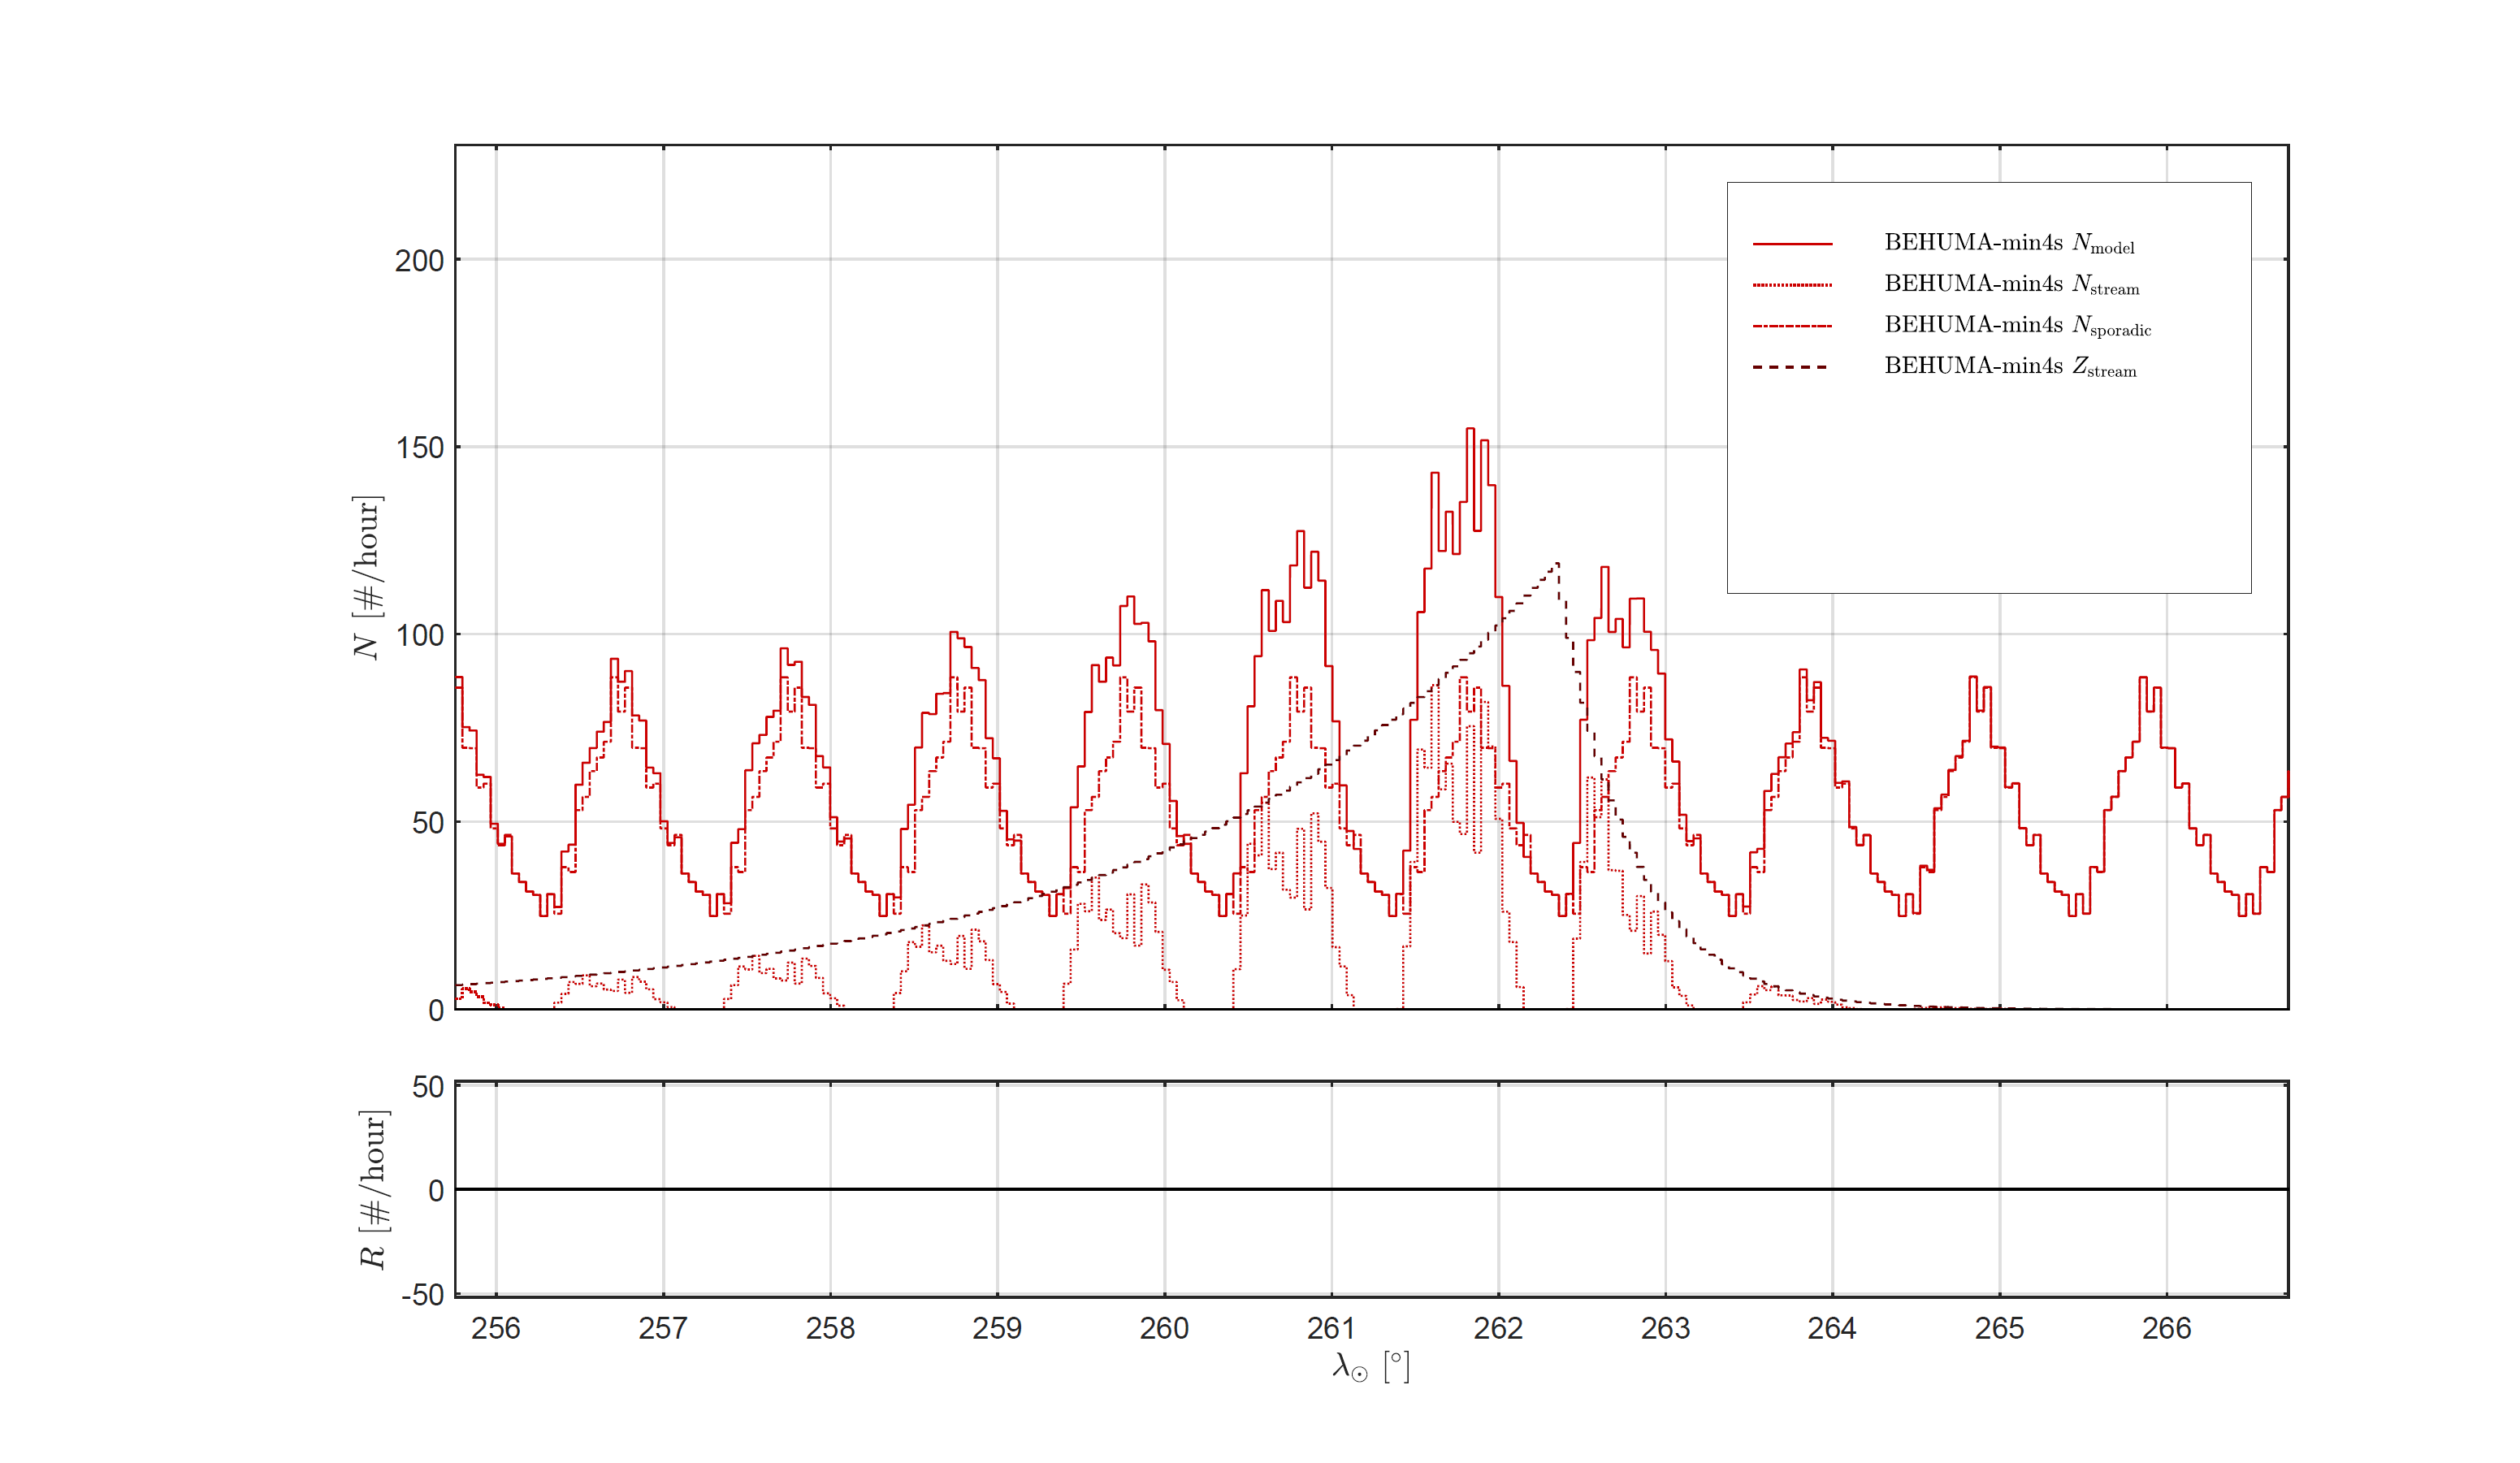 BEHUMA-min4s N_model
BEHUMA-min4s N_stream
BEHUMA-min4s N_sporadic
BEHUMA-min4s Z_stream
N [#/hour]
200
150
100
50
0
R [#/hour]
50
0
-50
256 257 258 259 260 261 262 263 264 265 266
λ☉ [°]